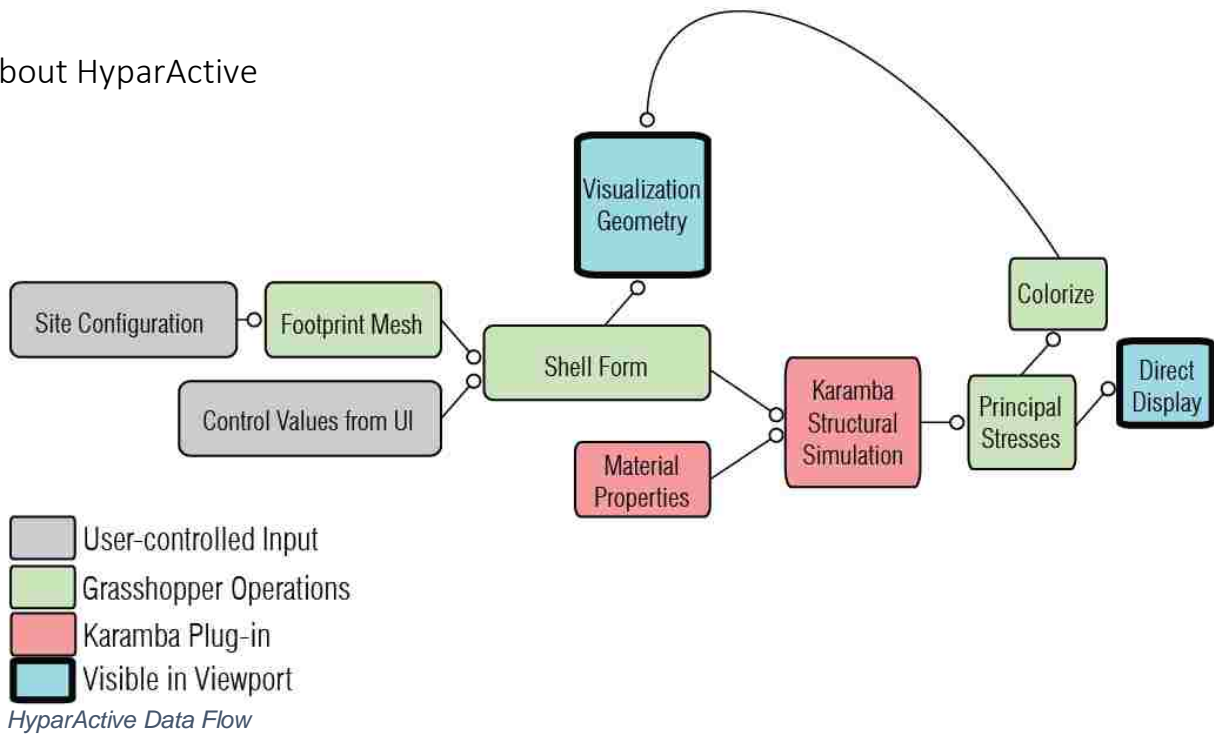 bout HyparActive
Visualization
Geometry
Site Configuration
Footprint Mesh
Control Values from UI
Shell Form
Material
Properties
Karamba
Structural
Simulation
Colorize
Principal
Stresses
Direct
Display
User-controlled Input
Grasshopper Operations
Karamba Plug-in
Visible in Viewport
HyparActive Data Flow